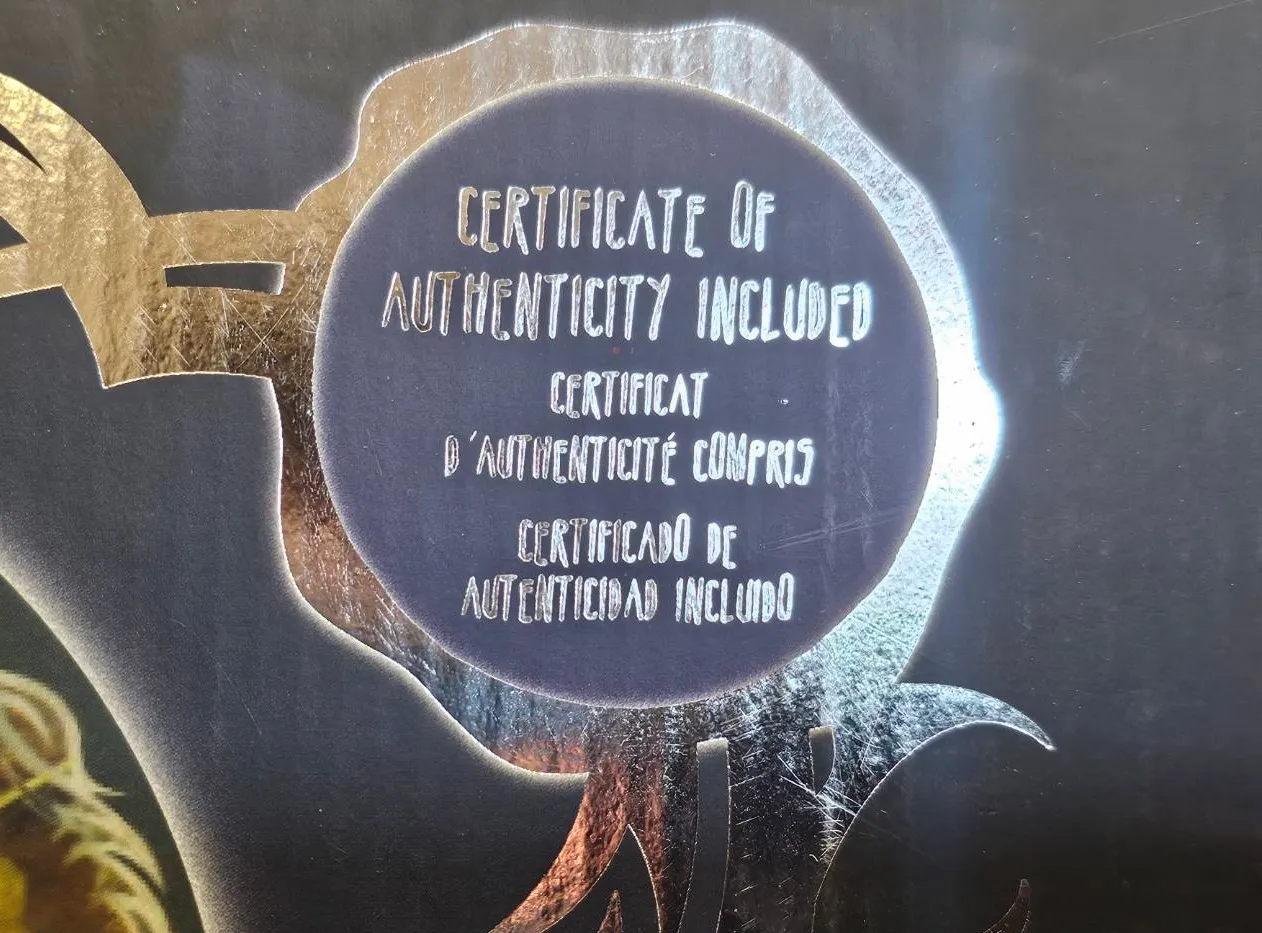 CERTIFICATE OF
AUTHENTICITY INCLUDED
CERTIFICAT
D'AUTHENTICITÉ COMPRIS
CERTIFICADO DE
AUTENTICIDAD INCLUIDO